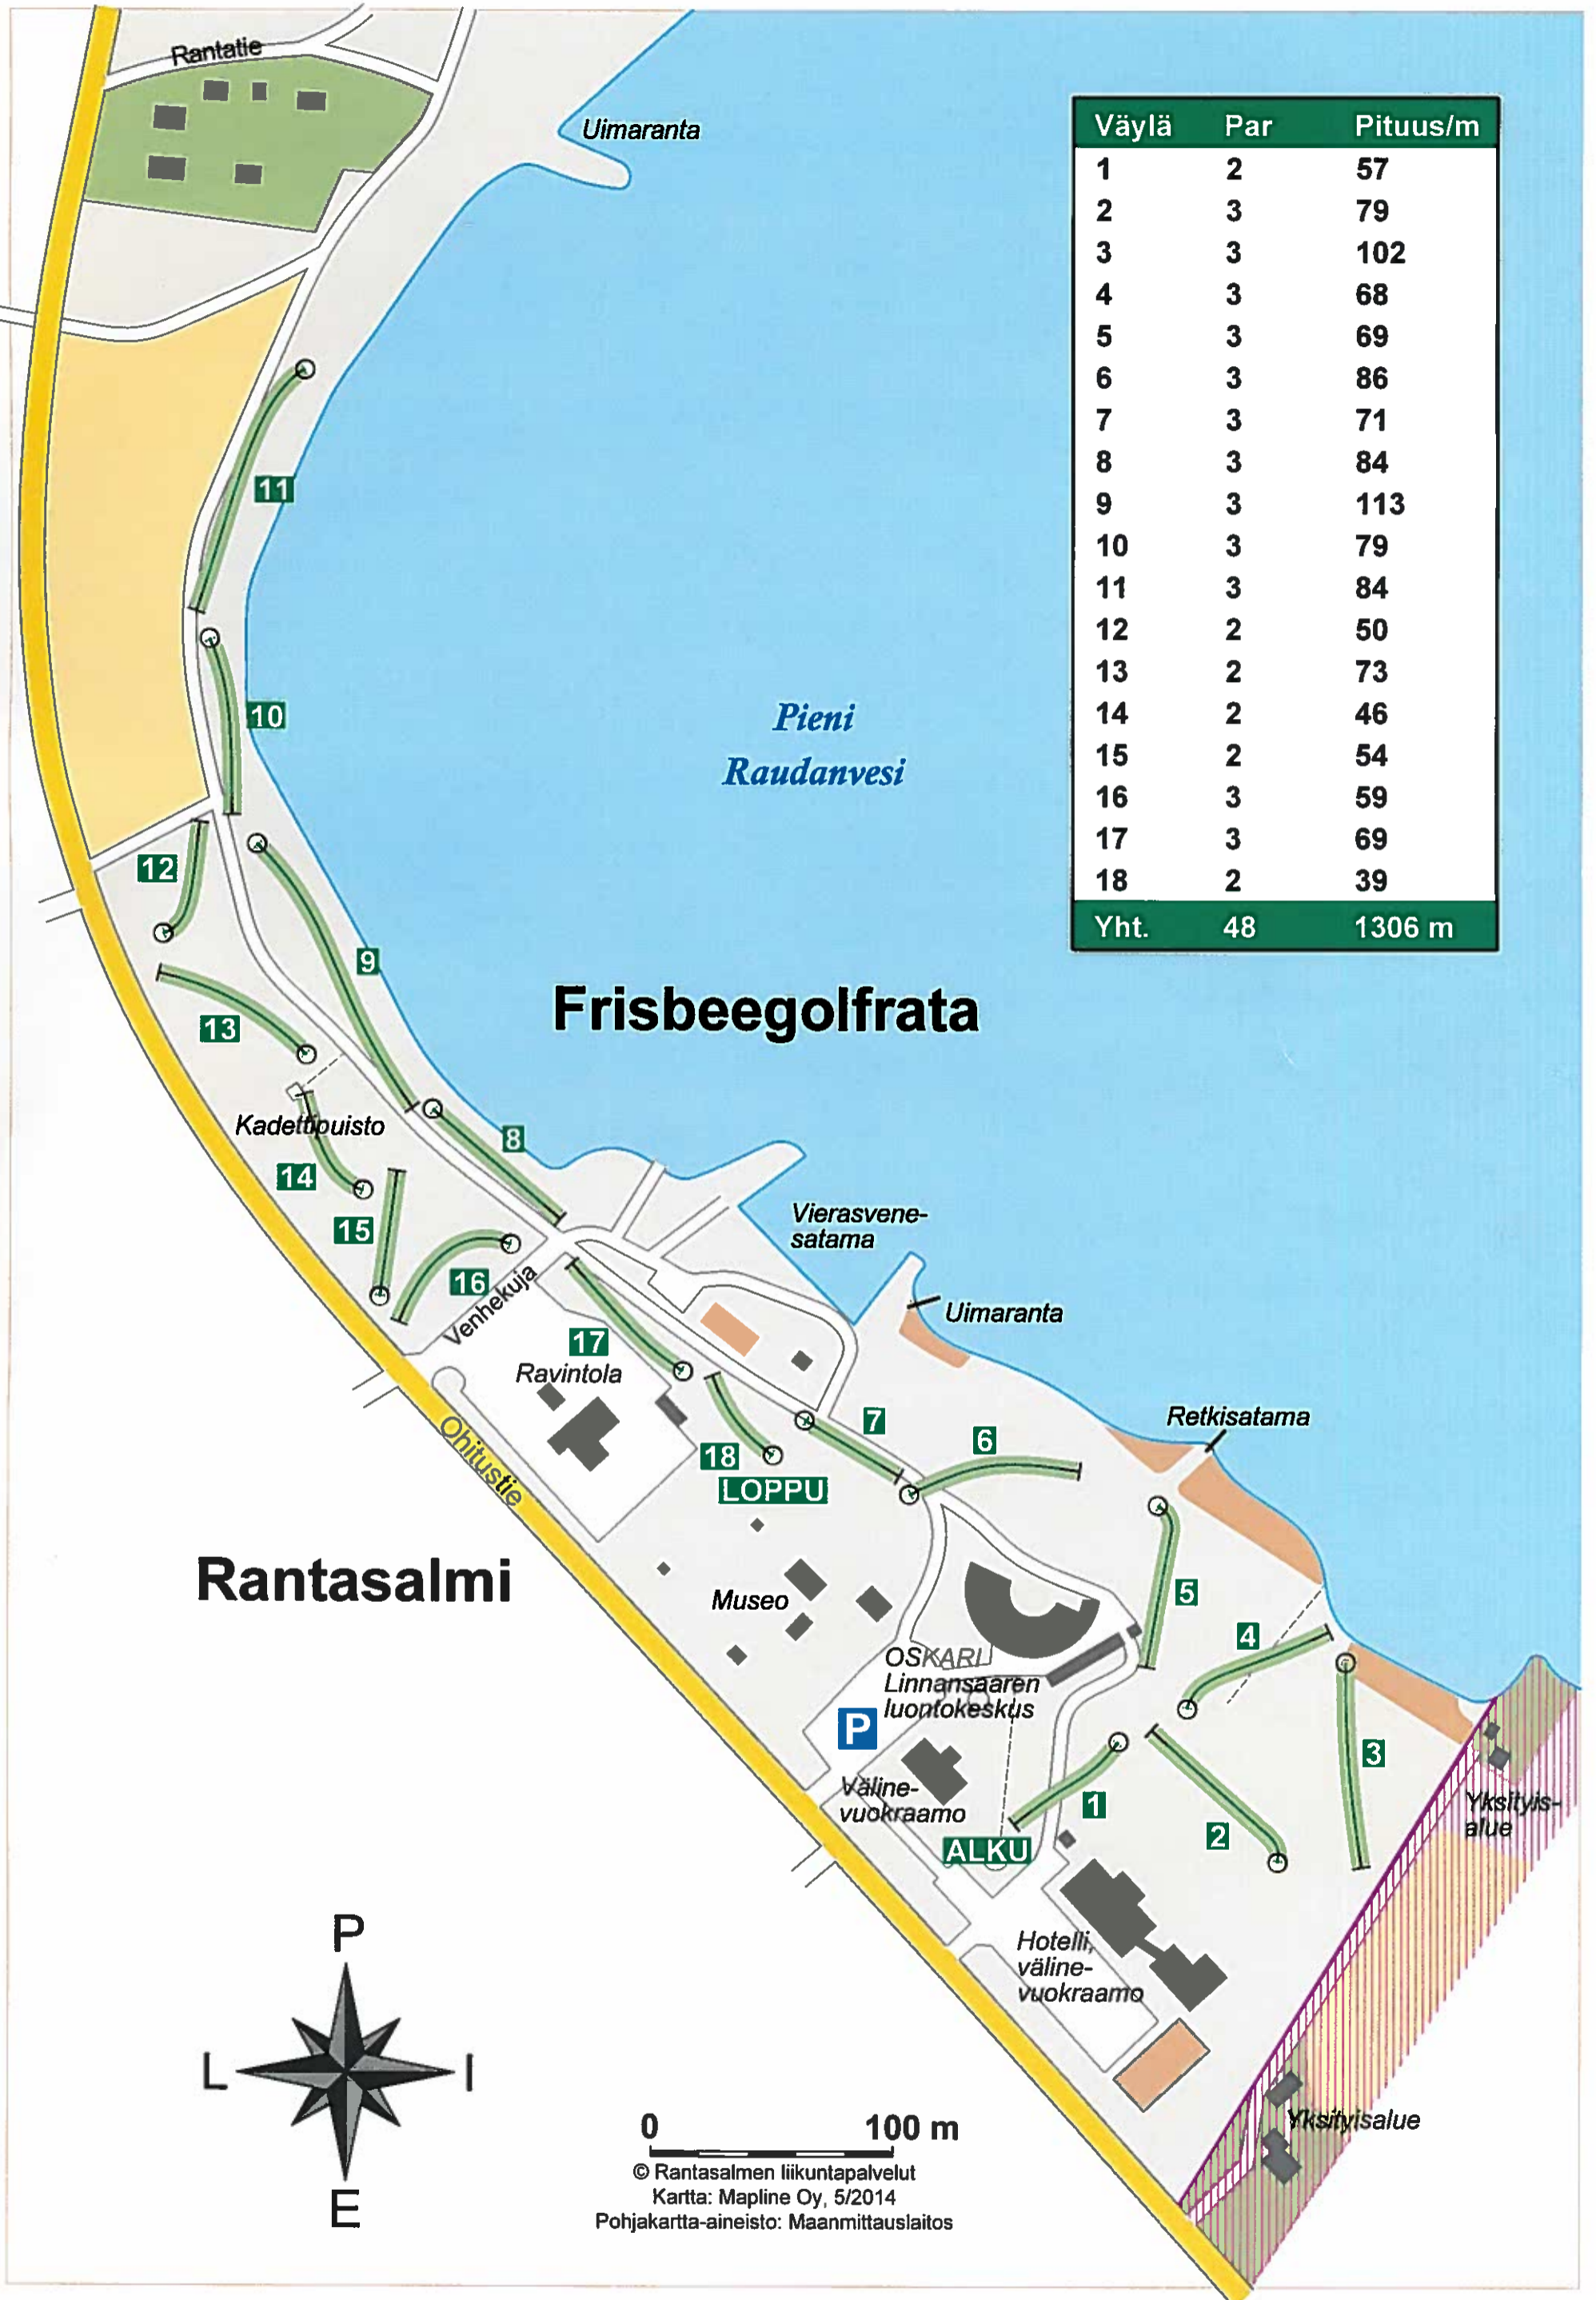 Rantatie
Uimaranta
Väylä Par Pituus/m
1 2 57
2 3 79
3 3 102
4 3 68
5 3 69
6 3 86
7 3 71
8 3 84
9 3 113
10 3 79
11 3 84
12 2 50
13 2 73
14 2 46
15 2 54
16 3 59
17 3 69
18 2 39
Yht. 48 1306 m
11
10
Pieni
Raudanvesi
12
9
13
Frisbeegolfrata
Kadettipuisto
8
14
15
16
Venhekuja
Vierasvene-
satama
Uimaranta
17
Ravintola
18
LOPPU
7
6
Retkisatama
Ohitustie
Rantasalmi
Museo
5
4
OSKARI
Linnansaaren
luontokeskus
P
3
Väline-
vuokraamo
1
2
ALKU
Yksityis-
alue
Hotelli,
väline-
vuokraamo
Yksityisalue
P
L I
E
0 100 m
© Rantasalmen liikuntapalvelut
Kartta: Mapline Oy, 5/2014
Pohjakartta-aineisto: Maanmittauslaitos